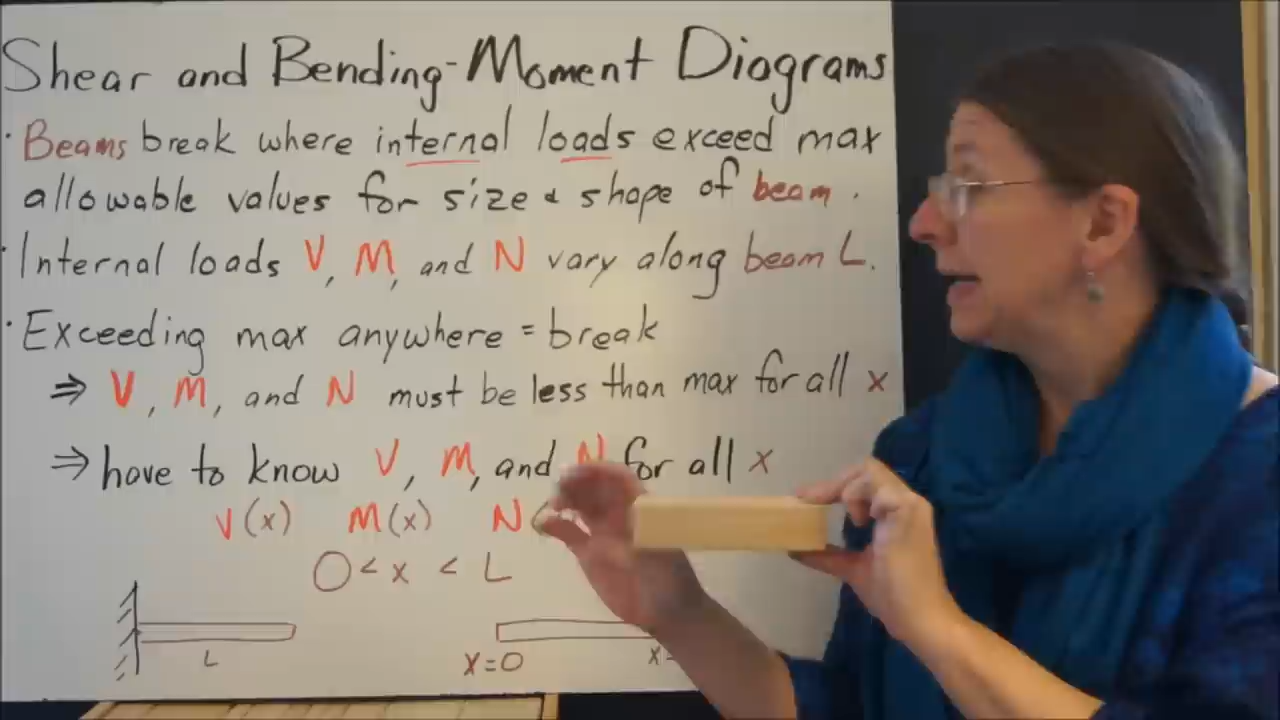 Shear and Bending-Moment Diagrams
· Beams break where internal loads exceed max
allowable values for size & shape of beam.
· Internal loads V, M, and N vary along beam L.
· Exceeding max anywhere = break
⇒ V, M, and N must be less than max for all x
⇒ have to know V, M, and N for all x
V(x) M(x) N(
0 < x < L
L
x=0 x=